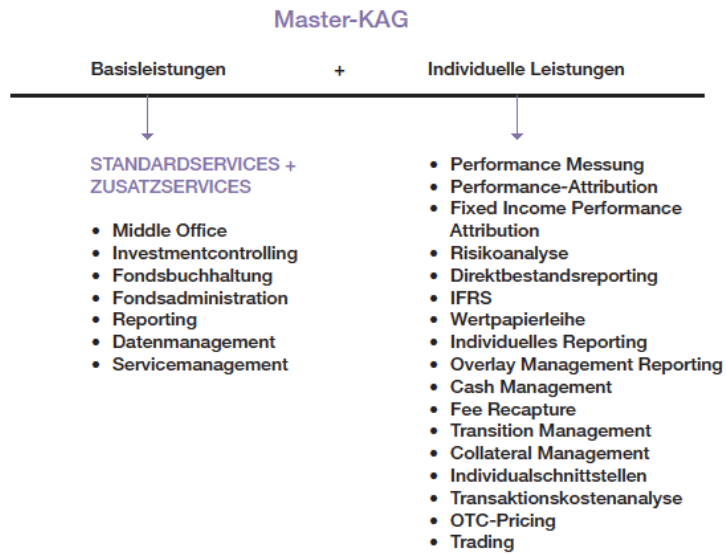 Master-KAG
Basisleistungen + Individuelle Leistungen
STANDARDSERVICES +
ZUSATZSERVICES
• Middle Office
• Investmentcontrolling
• Fondsbuchhaltung
• Fondsadministration
• Reporting
• Datenmanagement
• Servicemanagement
• Performance Messung
• Performance-Attribution
• Fixed Income Performance
Attribution
• Risikoanalyse
• Direktbestandsreporting
• IFRS
• Wertpapierleihe
• Individuelles Reporting
• Overlay Management Reporting
• Cash Management
• Fee Recapture
• Transition Management
• Collateral Management
• Individualschnittstellen
• Transaktionskostenanalyse
• OTC-Pricing
• Trading